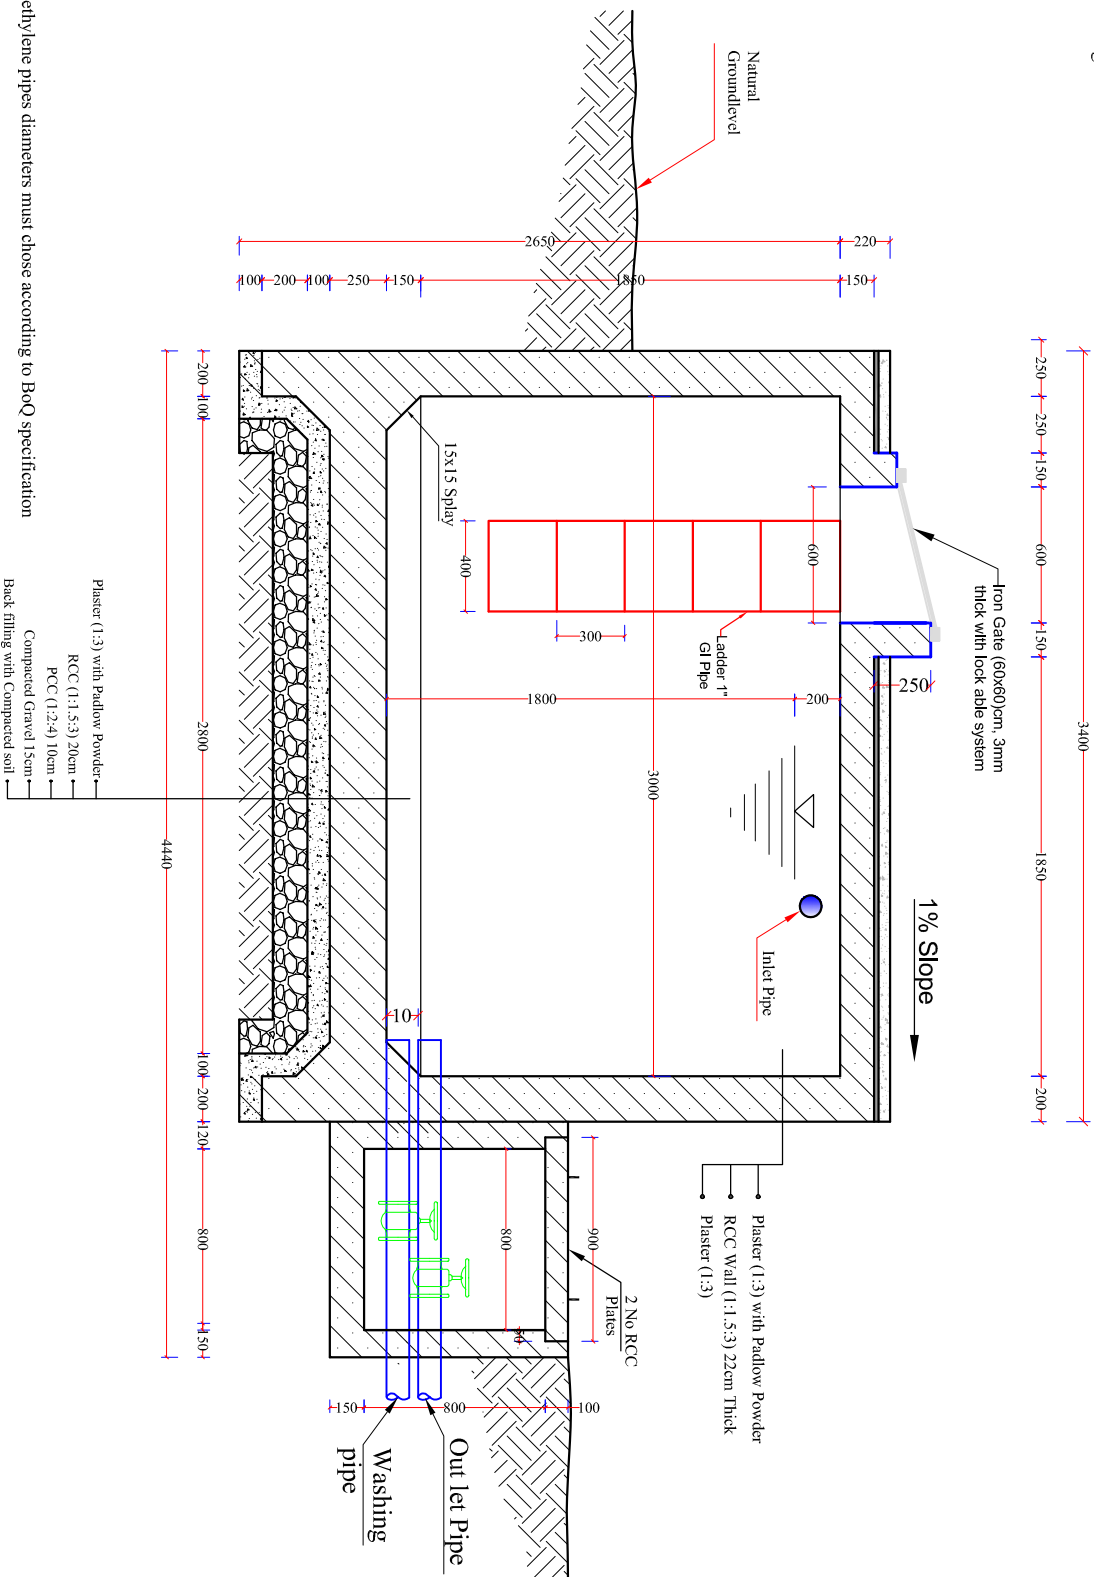 3400
250
250
150
600
150
1850
200
Iron Gate (60x60)cm, 3mm
thick with lock able system
1% Slope
220
150
250
2650
1850
150
250
100
200
100
Natural
Groundlevel
600
200
1800
Ladder 1"
GI Pipe
300
400
3000
15x15 Splay
Inlet Pipe
10
Plaster (1:3) with Padlow Powder
RCC Wall (1:1.5:3) 22cm Thick
Plaster (1:3)
2 No RCC
Plates
900
800
50
100
800
150
Out let Pipe
Washing
pipe
200
100
2800
100
200
120
800
150
4440
Plaster (1:3) with Padlow Powder
RCC (1:1.5:3) 20cm
PCC (1:2:4) 10cm
Compacted Gravel 15cm
Back filling with Compacted soil
ethylene pipes diameters must chose according to BoQ specification